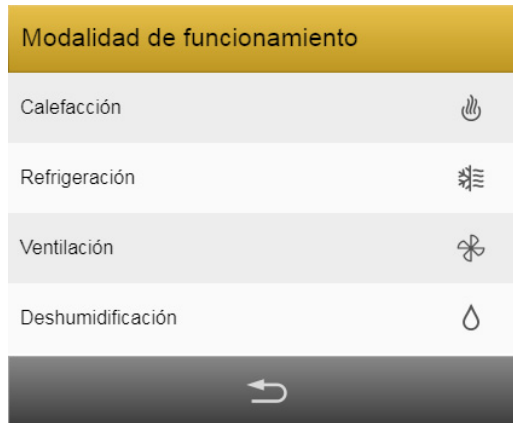 Modalidad de funcionamiento
Calefacción
Refrigeración
Ventilación
Deshumidificación